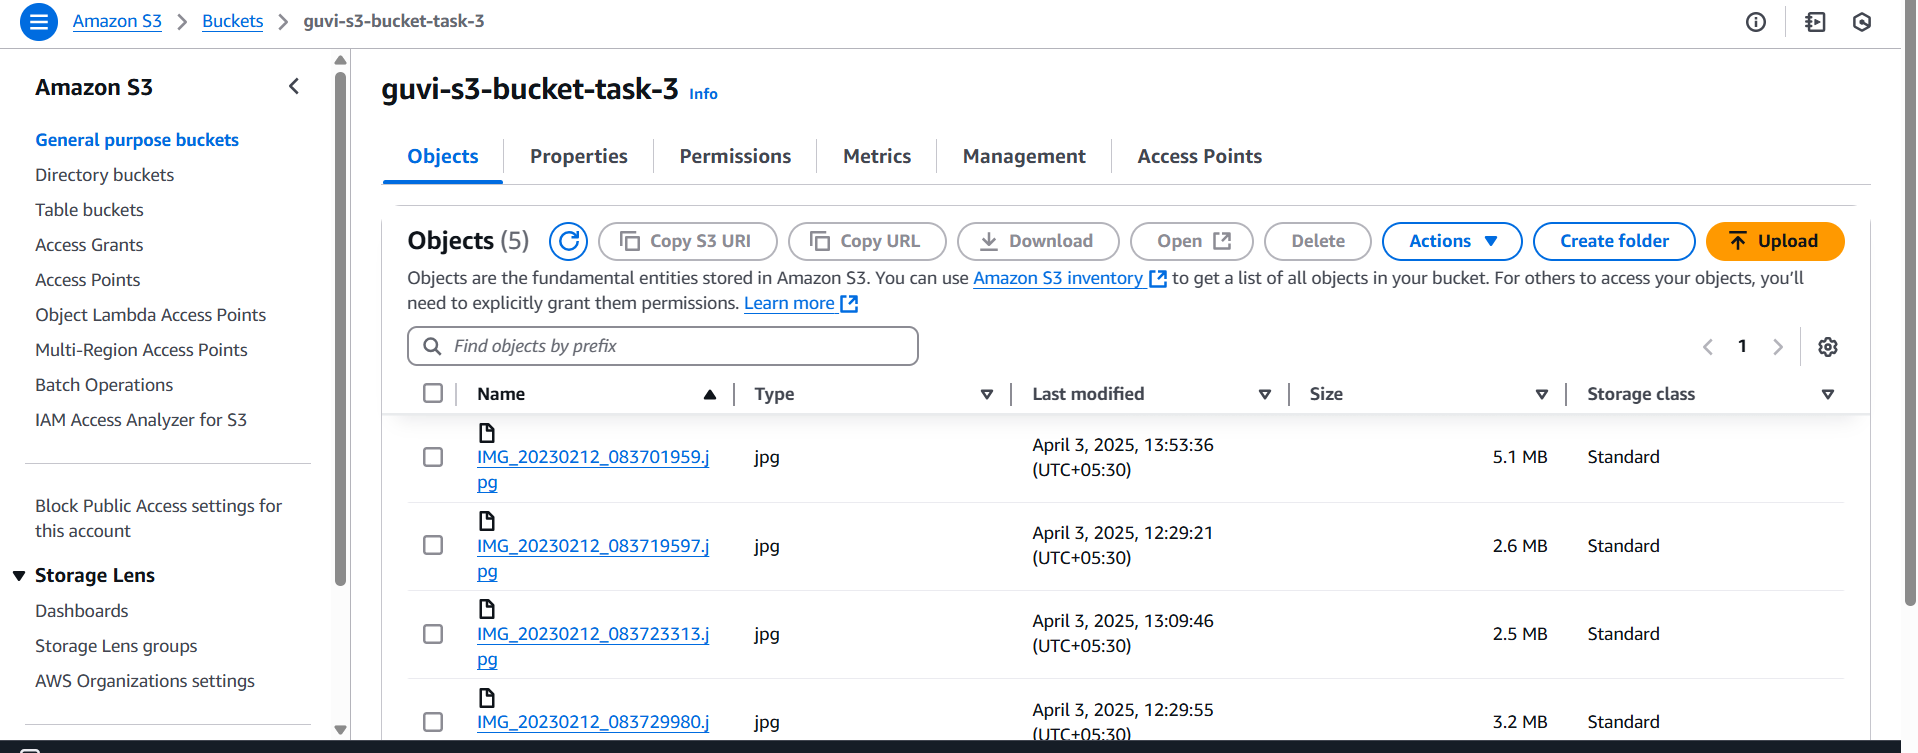 Amazon S3 > Buckets > guvi-s3-bucket-task-3
Amazon S3
General purpose buckets
Directory buckets
Table buckets
Access Grants
Access Points
Object Lambda Access Points
Multi-Region Access Points
Batch Operations
IAM Access Analyzer for S3
Block Public Access settings for
this account
Storage Lens
Dashboards
Storage Lens groups
AWS Organizations settings
guvi-s3-bucket-task-3 Info
Objects Properties Permissions Metrics Management Access Points
Objects (5) Copy S3 URI Copy URL Download Open Delete Actions Create folder Upload
Objects are the fundamental entities stored in Amazon S3. You can use Amazon S3 inventory to get a list of all objects in your bucket. For others to access your objects, you’ll
need to explicitly grant them permissions. Learn more
Find objects by prefix 1
Name Type Last modified Size Storage class
IMG_20230212_083701959.j
pg
jpg
April 3, 2025, 13:53:36
(UTC+05:30)
5.1 MB
Standard
IMG_20230212_083719597.j
pg
jpg
April 3, 2025, 12:29:21
(UTC+05:30)
2.6 MB
Standard
IMG_20230212_083723313.j
pg
jpg
April 3, 2025, 13:09:46
(UTC+05:30)
2.5 MB
Standard
IMG_20230212_083729980.j
jpg
April 3, 2025, 12:29:55
(UTC+05:30)
3.2 MB
Standard